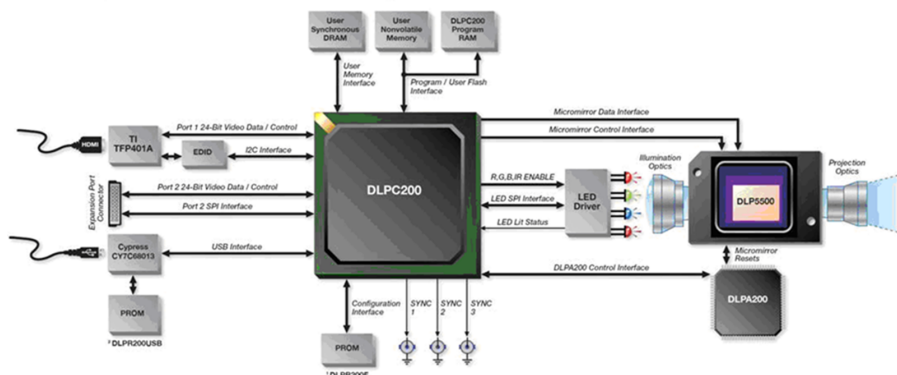 User
Synchronous
DRAM
User
Nonvolatile
Memory
DLPC200
Program
RAM
User
Memory
Interface
Program / User Flash
Interface
HDMI
TI
TFP401A
Port 1 24-Bit Video Data / Control
EDID
I2C Interface
Expansion Port
Connector
Port 2 24-Bit Video Data / Control
Port 2 SPI Interface
Cypress
CY7C68013
USB Interface
PROM
DLPR200USB
DLPC200
Configuration
Interface
PROM
SYNC
1
SYNC
2
SYNC
3
Micromirror Data Interface
Micromirror Control Interface
R,G,B,IR ENABLE
LED SPI Interface
LED Lit Status
LED
Driver
Illumination
Optics
DLP5500
Projection
Optics
Micromirror
Resets
DLPA200 Control Interface
DLPA200